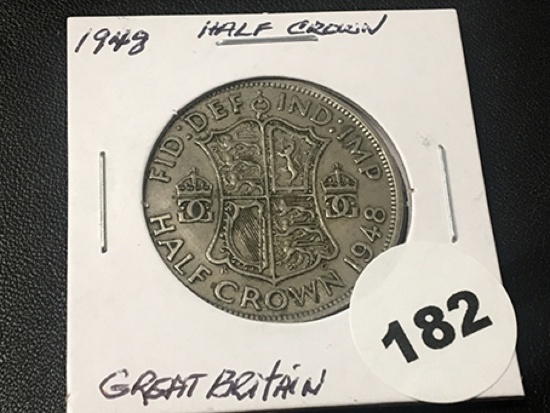 1948 HALF CROWN
FID: DEF IND: IMP
HALF · CROWN 1948
182
GREAT BRITAIN